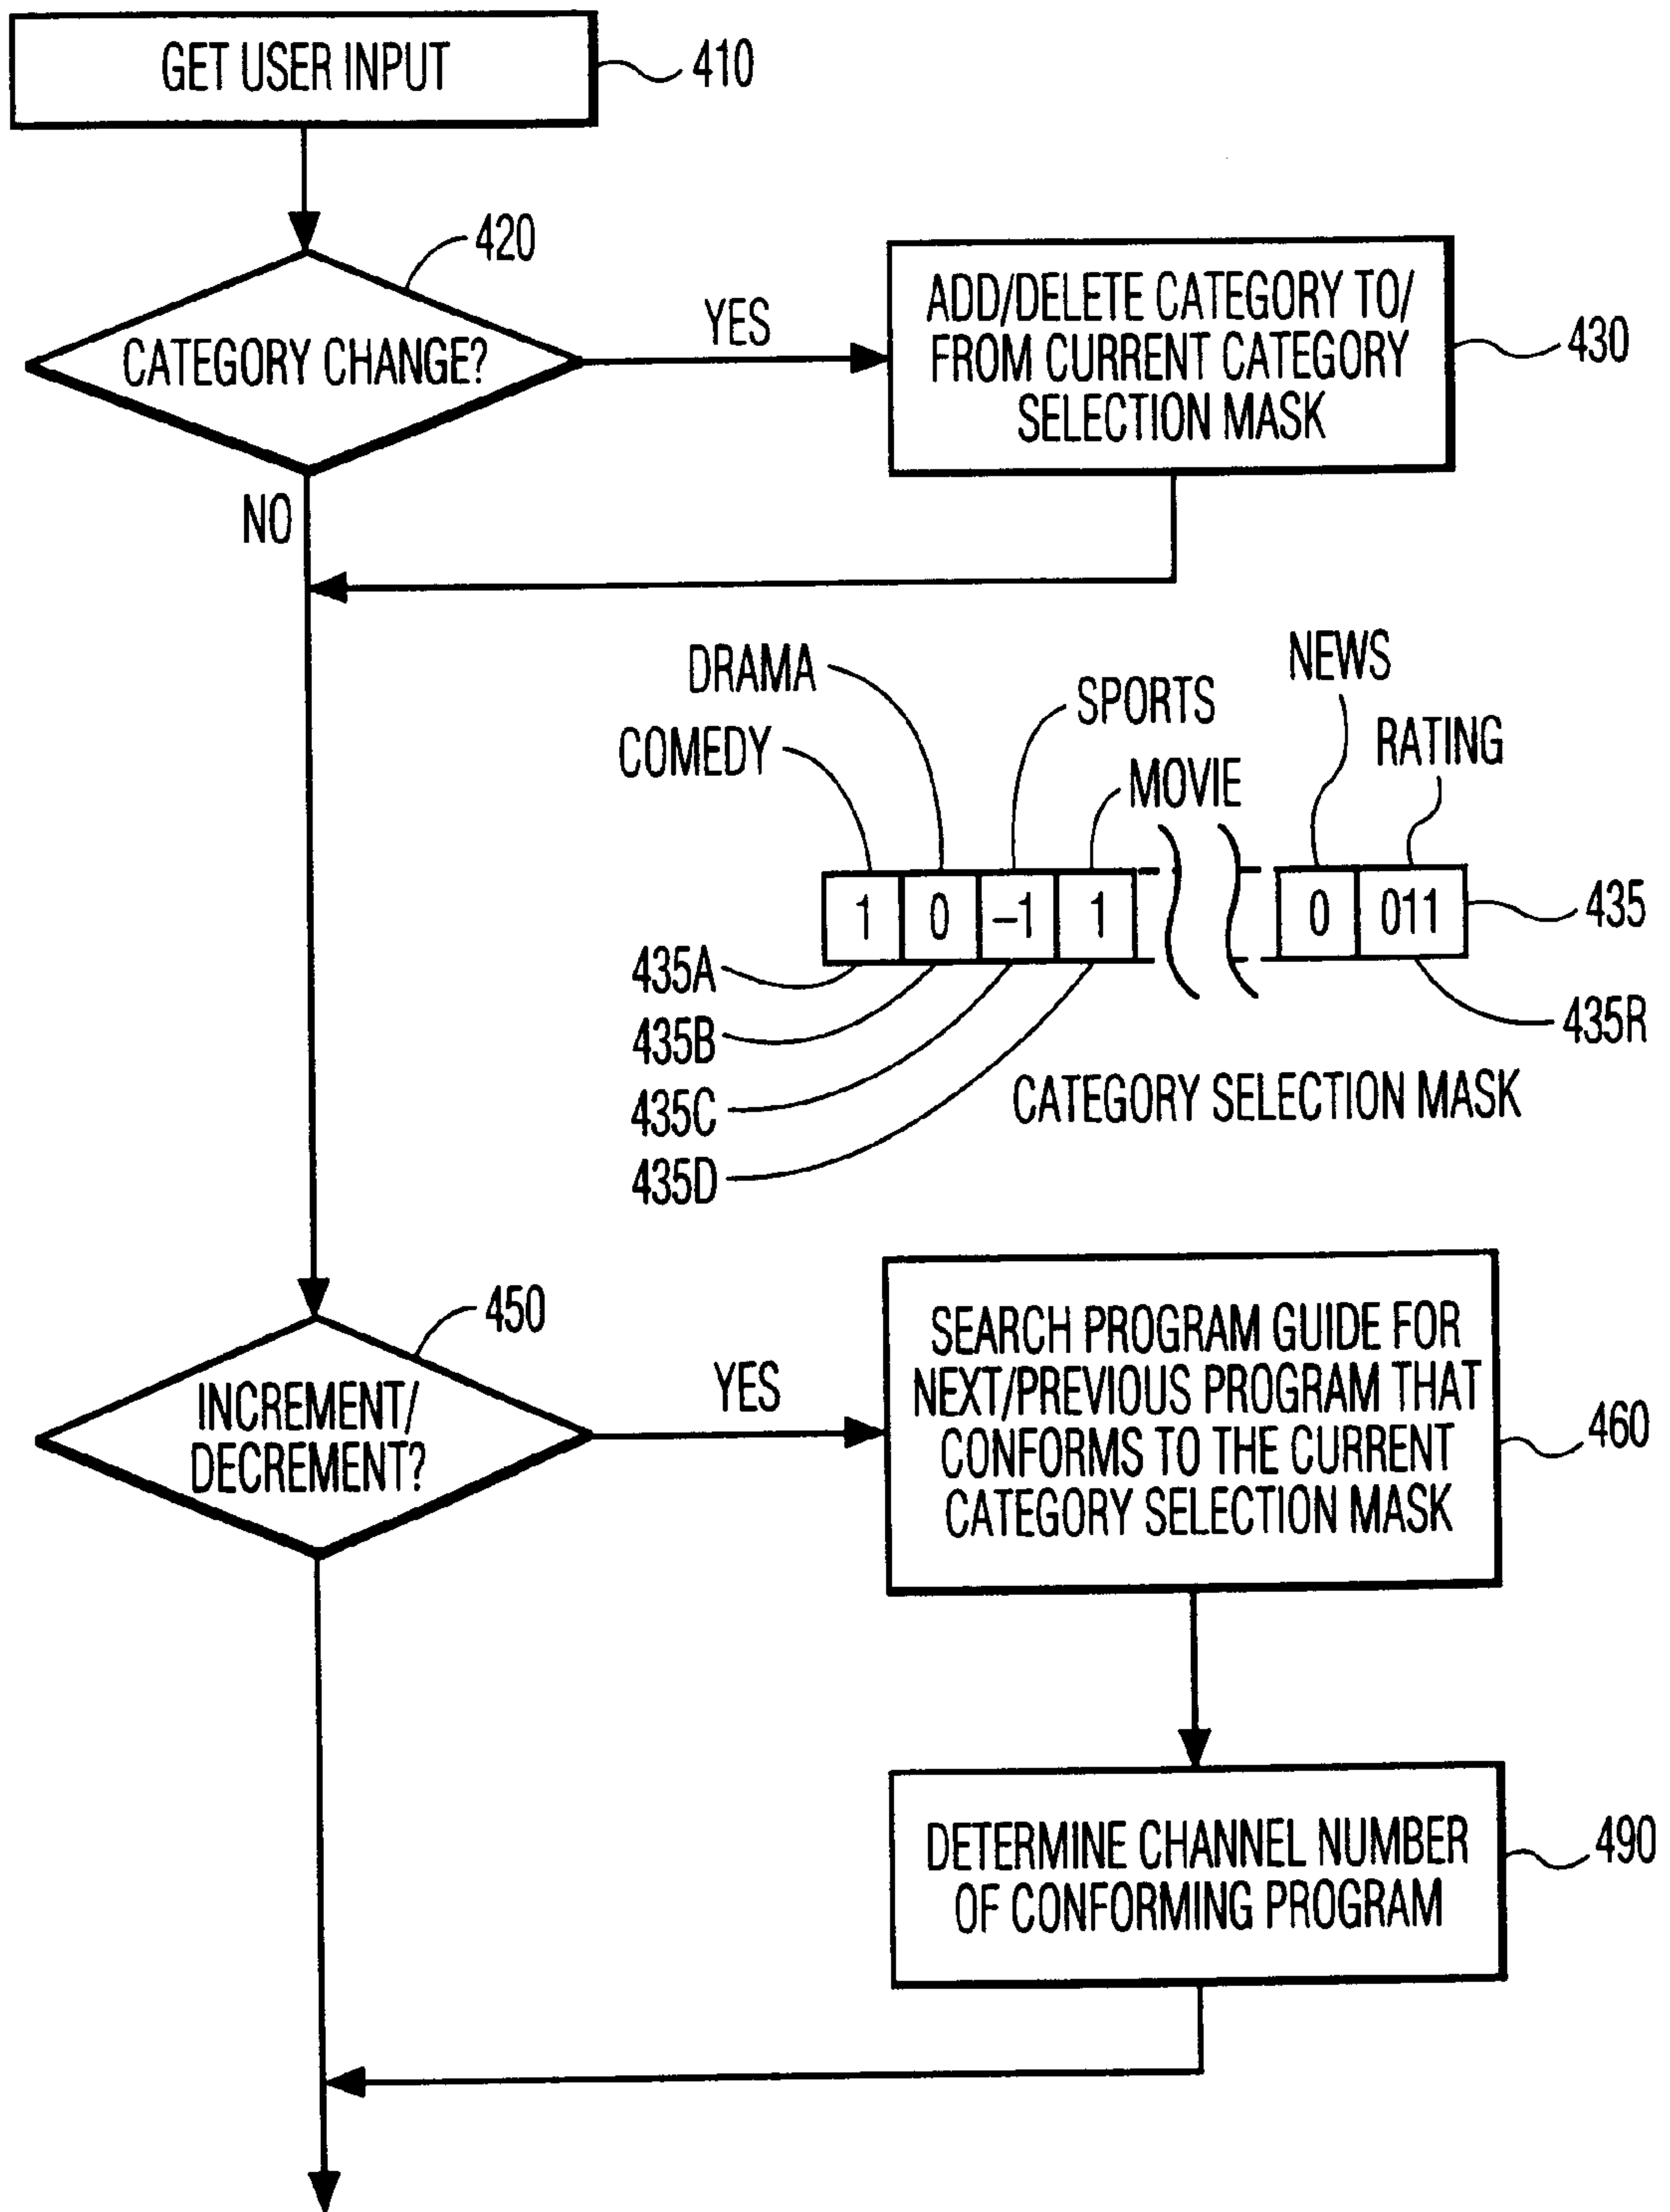 GET USER INPUT
410
420
CATEGORY CHANGE?
YES
ADD/DELETE CATEGORY TO/
FROM CURRENT CATEGORY
SELECTION MASK
430
NO
DRAMA
COMEDY
SPORTS
MOVIE
NEWS
RATING
1 0 -1 1 0 011
435
435A
435B
435C
435D
435R
CATEGORY SELECTION MASK
450
INCREMENT/
DECREMENT?
YES
SEARCH PROGRAM GUIDE FOR
NEXT/PREVIOUS PROGRAM THAT
CONFORMS TO THE CURRENT
CATEGORY SELECTION MASK
460
DETERMINE CHANNEL NUMBER
OF CONFORMING PROGRAM
490